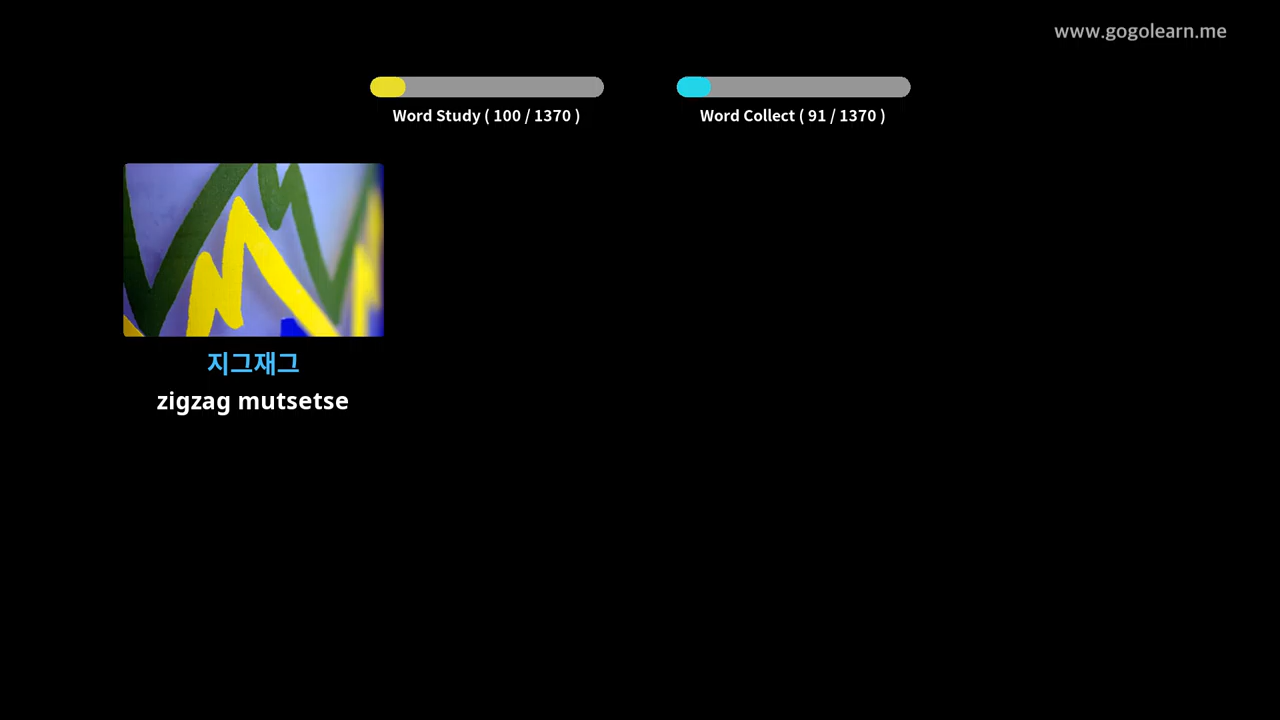 www.gogolearn.me
Word Study ( 100 / 1370 )
Word Collect ( 91 / 1370 )
지그재그
zigzag mutsetse